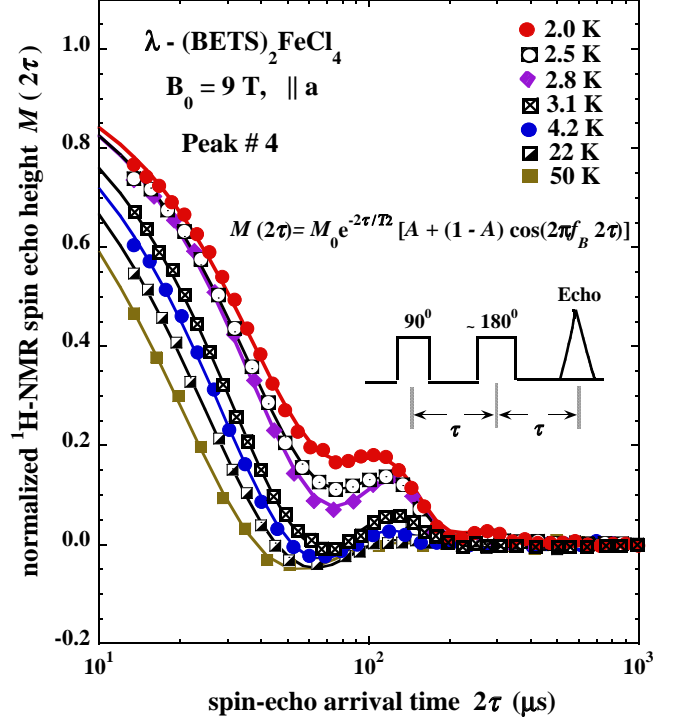 1.0
0.8
0.6
0.4
0.2
0.0
-0.2
normalized ¹H-NMR spin echo height M ( 2τ )
λ - (BETS)₂FeCl₄
B₀ = 9 T, || a
Peak # 4
2.0 K
2.5 K
2.8 K
3.1 K
4.2 K
22 K
50 K
M (2τ)= M₀e^-2τ/T2 [A + (1 - A) cos(2πf_B 2τ)]
90⁰
~ 180⁰
Echo
τ
τ
10¹
10²
10³
spin-echo arrival time 2τ (μs)